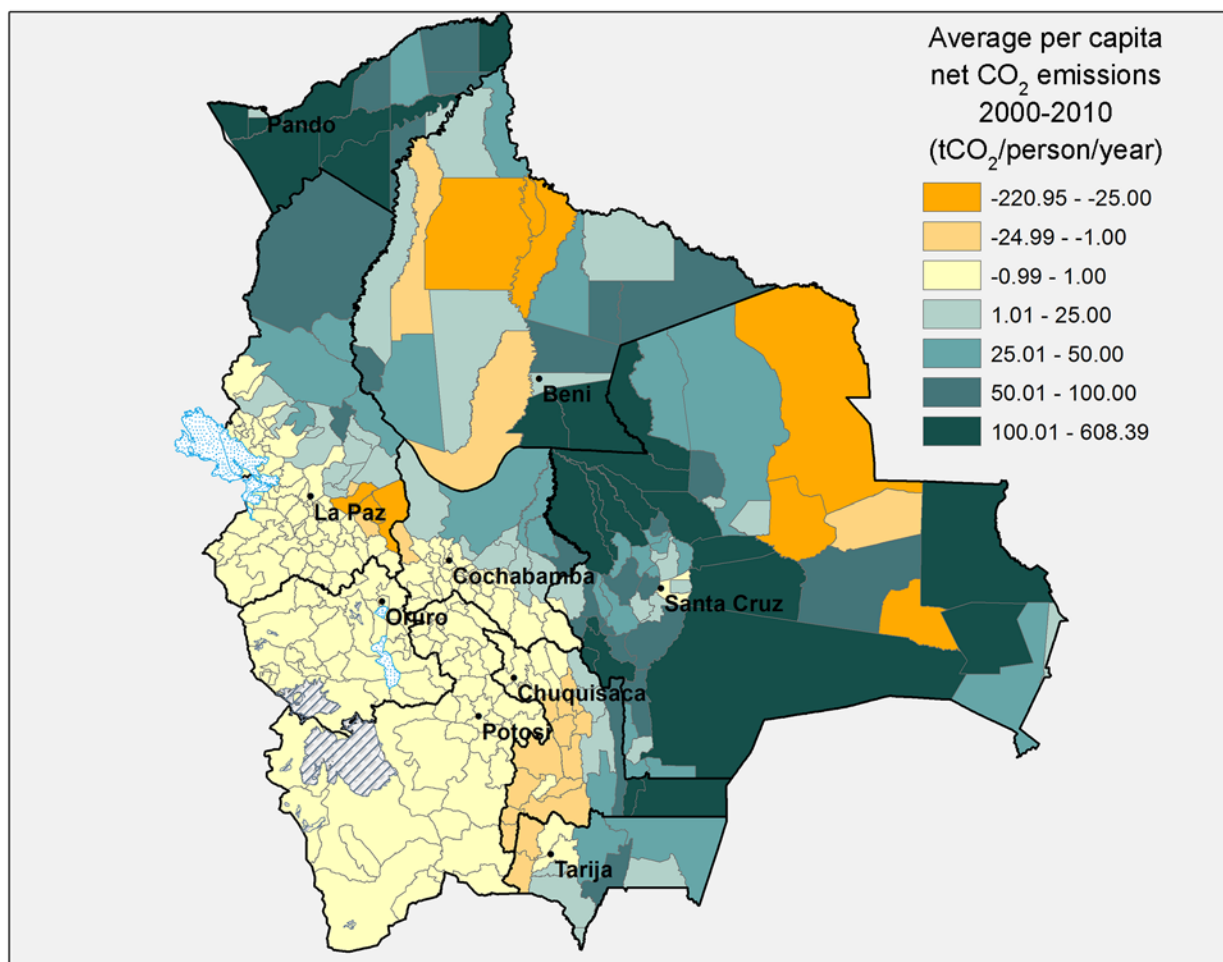 Average per capita
net CO₂ emissions
2000-2010
(tCO₂/person/year)
-220.95 - -25.00
-24.99 - -1.00
-0.99 - 1.00
1.01 - 25.00
25.01 - 50.00
50.01 - 100.00
100.01 - 608.39
Pando
Beni
La Paz
Cochabamba
Santa Cruz
Oruro
Chuquisaca
Potosi
Tarija